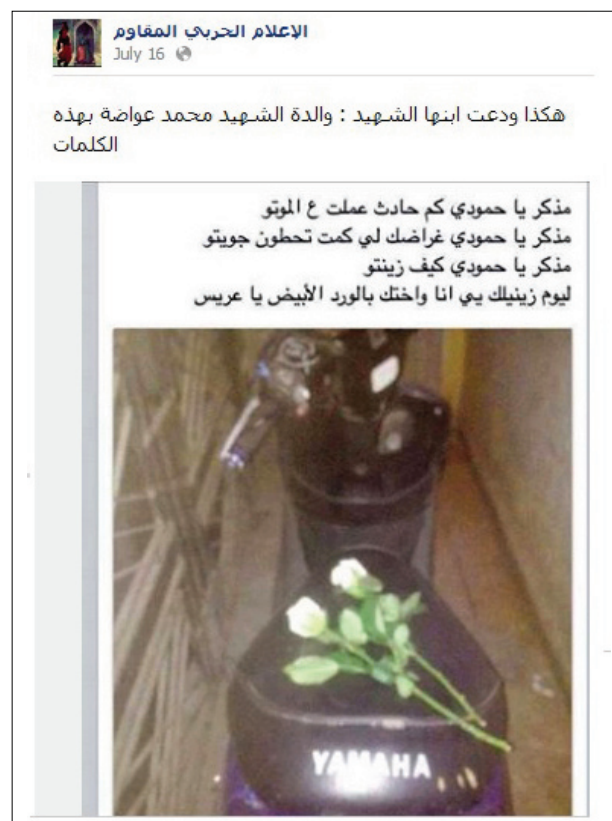 الإعلام الحربي المقاوم
July 16
هكذا ودعت ابنها الشهيد : والدة الشهيد محمد عواضة بهذه
الكلمات
مذكر يا حمودي كم حادث عملت ع الموتو
مذكر يا حمودي غراضك لي كمت تحطون جويتو
مذكر يا حمودي كيف زينتو
ليوم زينيلك يي انا واختك بالورد الأبيض يا عريس
YAMAHA